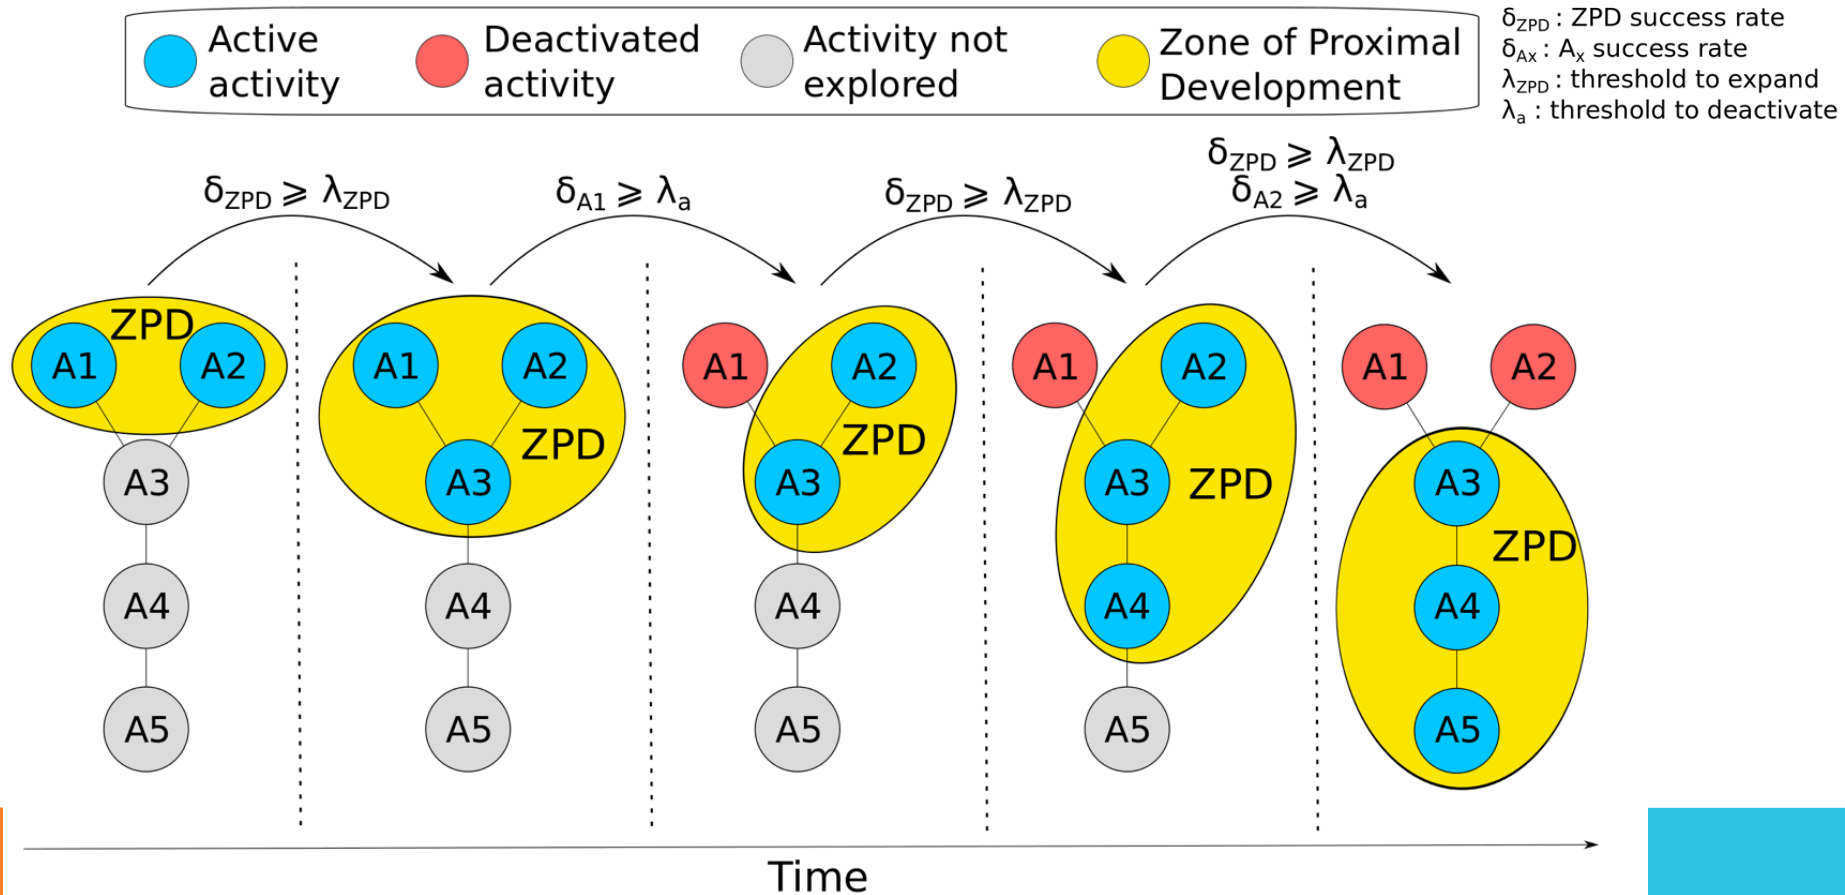 Active
activity
Deactivated
activity
Activity not
explored
Zone of Proximal
Development
δZPD : ZPD success rate
δAx : Ax success rate
λZPD : threshold to expand
λa : threshold to deactivate
δZPD ⩾ λZPD
δA1 ⩾ λa
δZPD ⩾ λZPD
δZPD ⩾ λZPD
δA2 ⩾ λa
ZPD
A1
A2
A3
A4
A5
A1
A2
ZPD
A3
A4
A5
A1
A2
ZPD
A3
A4
A5
A1
A2
A3
ZPD
A4
A5
A1
A2
A3
ZPD
A4
A5
Time